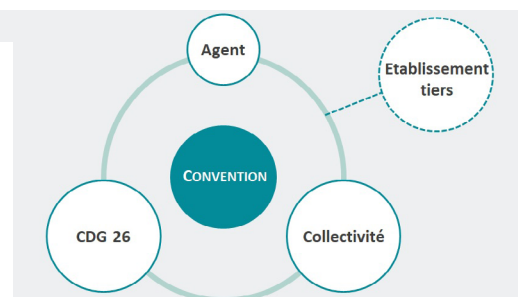 Agent
Etablissement
tiers
CONVENTION
CDG 26
Collectivité